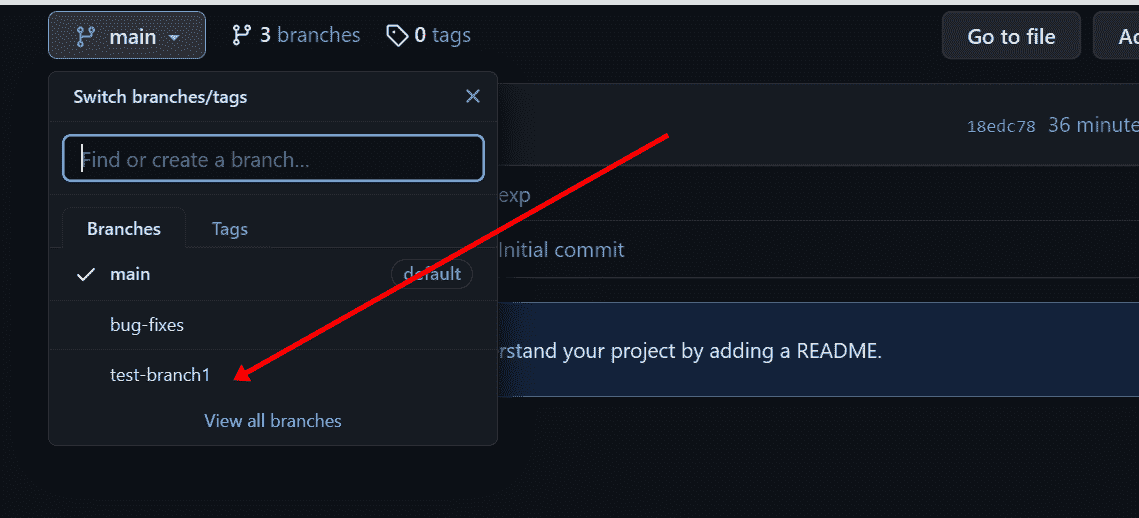 main 3 branches 0 tags Go to file
Switch branches/tags
18edc78 36 minute
Find or create a branch...
exp
Branches Tags
Initial commit
main default
bug-fixes
rstand your project by adding a README.
test-branch1
View all branches